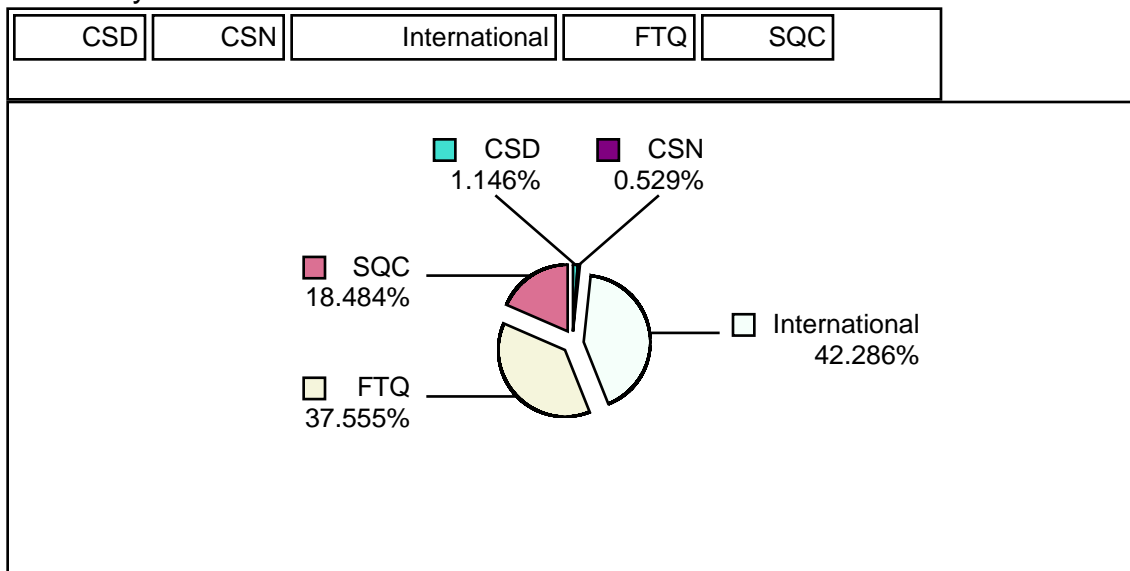 CSD CSN International FTQ SQC
CSD CSN
1.146% 0.529%
SQC
18.484%
International
42.286%
FTQ
37.555%